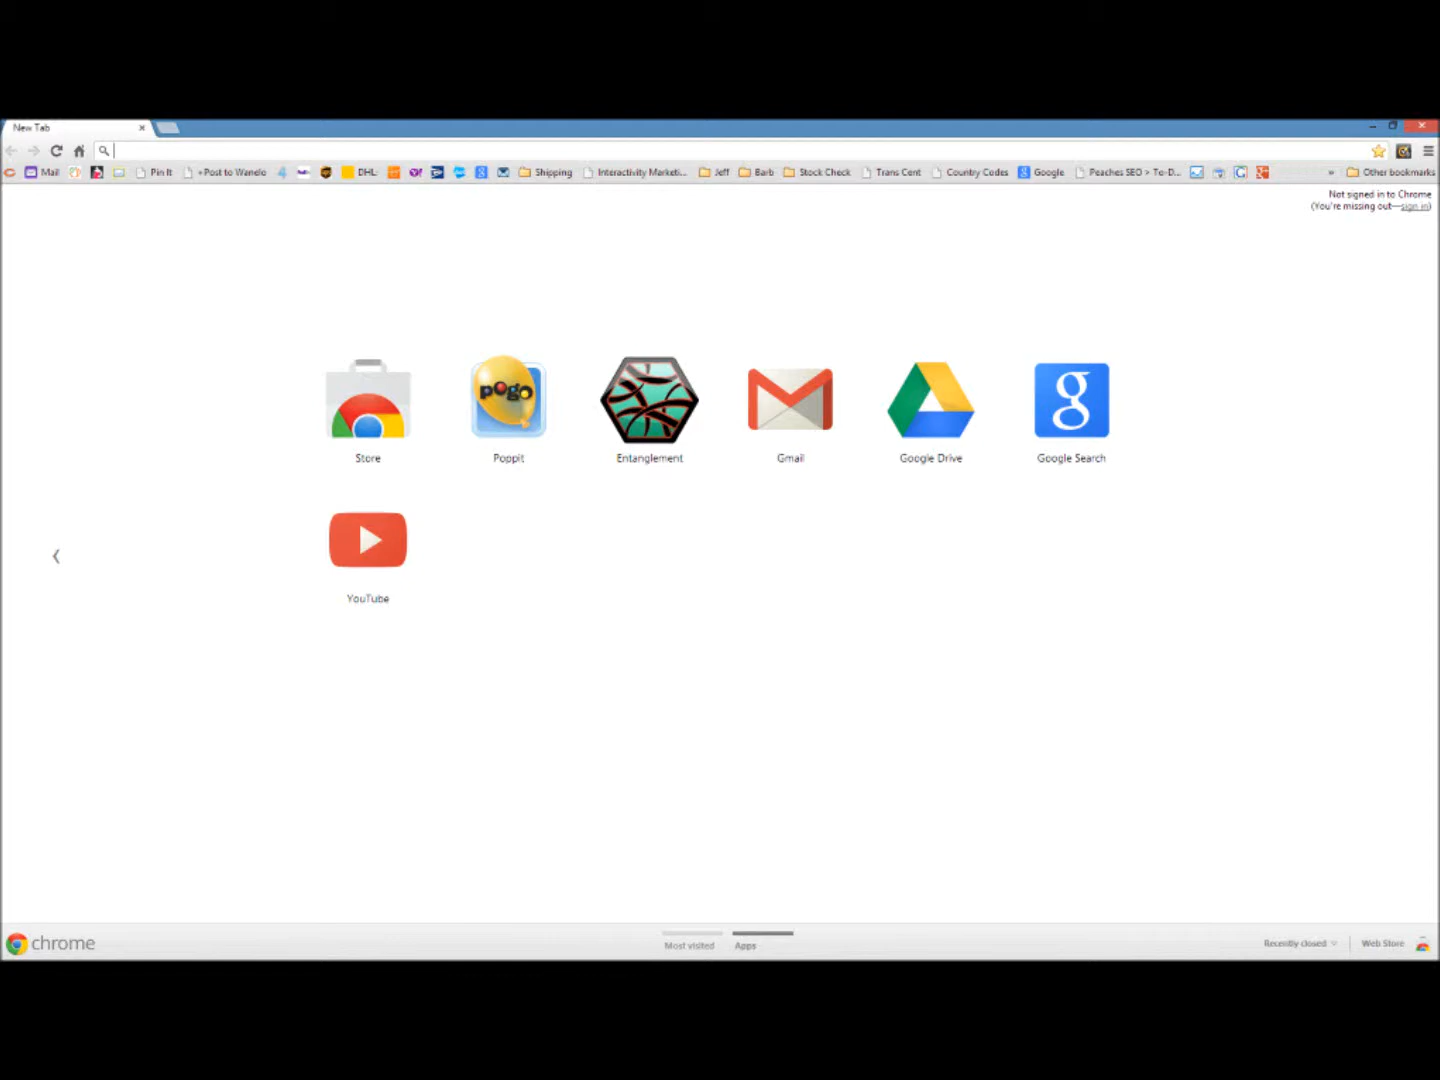 New Tab
Mail Pin It +Post to Wanelo DHL Shipping Interactivity Marketi... Jeff Barb Stock Check Trans Cent Country Codes Google Peaches SEO > To-D... » Other bookmarks
Not signed in to Chrome
(You're missing out—sign in)
pogo
g
Store Poppit Entanglement Gmail Google Drive Google Search
YouTube
chrome Most visited Apps Recently closed Web Store